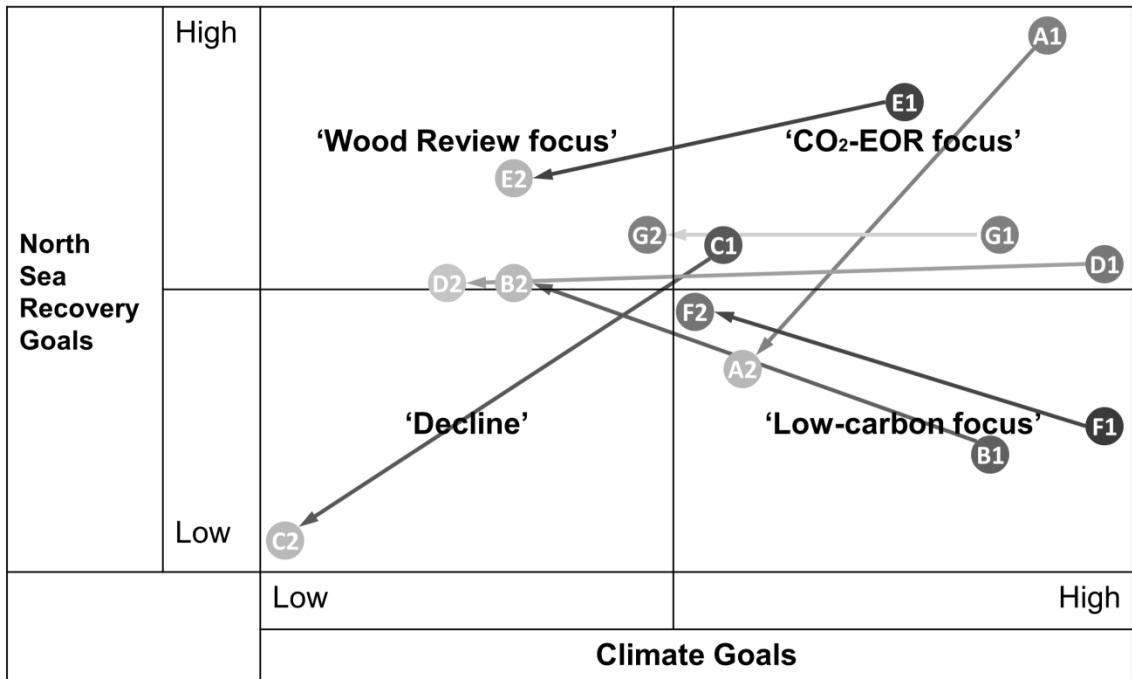 High
A1
E1
‘Wood Review focus’
‘CO₂-EOR focus’
E2
G2
C1
G1
North
Sea
Recovery
Goals
D1
D2
B2
F2
A2
‘Decline’
‘Low-carbon focus’
F1
B1
Low
C2
Low
High
Climate Goals